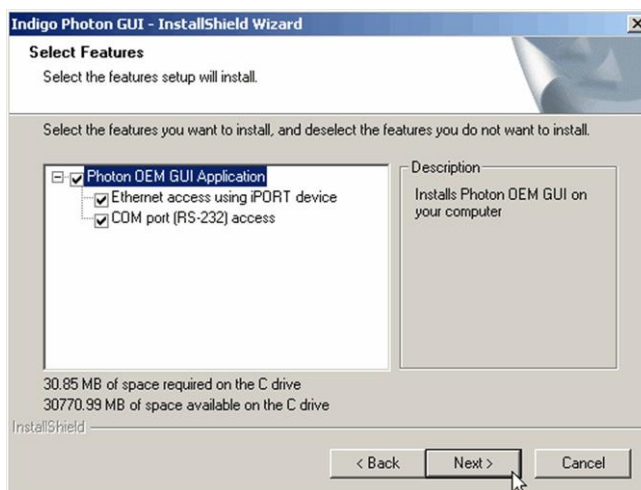 Indigo Photon GUI - InstallShield Wizard
Select Features
Select the features setup will install.
Select the features you want to install, and deselect the features you do not want to install.
Photon OEM GUI Application
Ethernet access using iPORT device
COM port (RS-232) access
Description
Installs Photon OEM GUI on
your computer
30.85 MB of space required on the C drive
30770.99 MB of space available on the C drive
InstallShield
< Back
Next >
Cancel